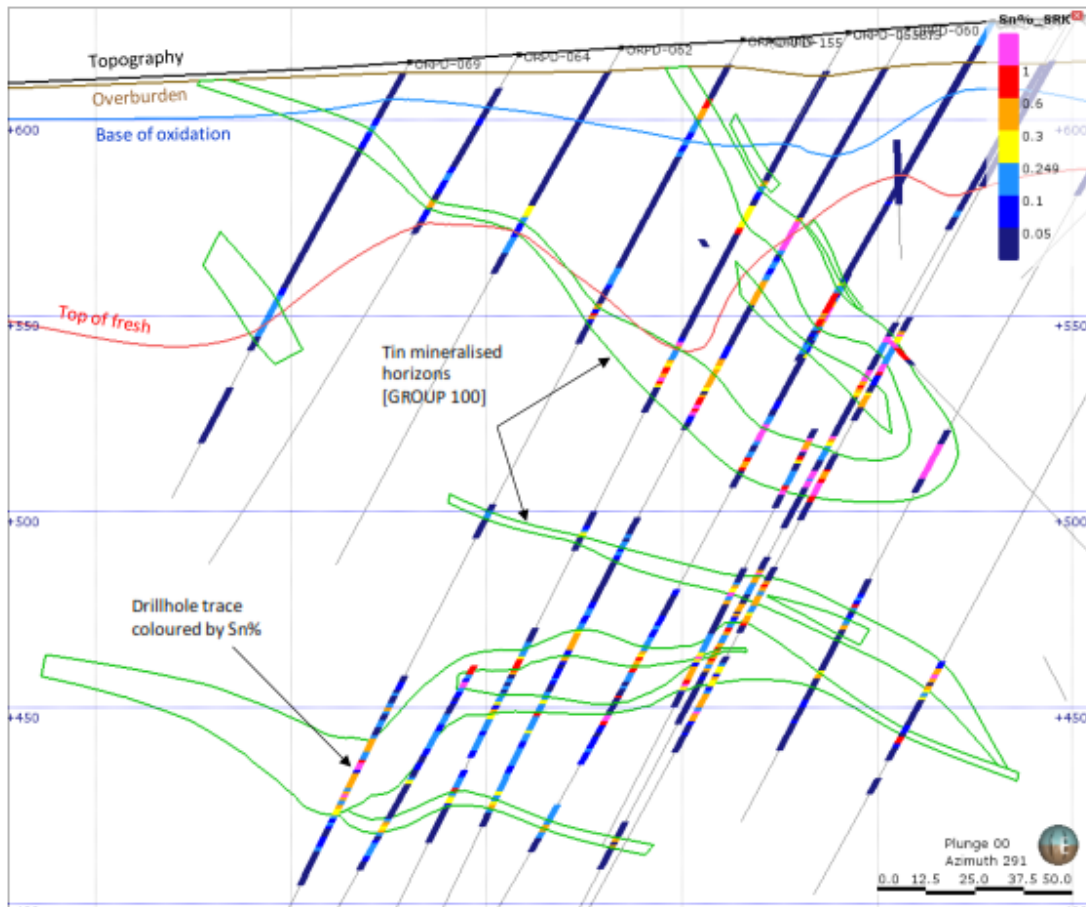 Sn%_SRK
Topography
ORPD-069
ORPD-064
ORPD-062
ORPD-060
Overburden
1
+600
Base of oxidation
0.6
+600
0.3
0.249
0.1
0.05
+550
Top of fresh
+550
Tin mineralised
horizons
[GROUP 100]
+500
+500
Drillhole trace
coloured by Sn%
+450
+450
Plunge 00
Azimuth 291
0.0 12.5 25.0 37.5 50.0